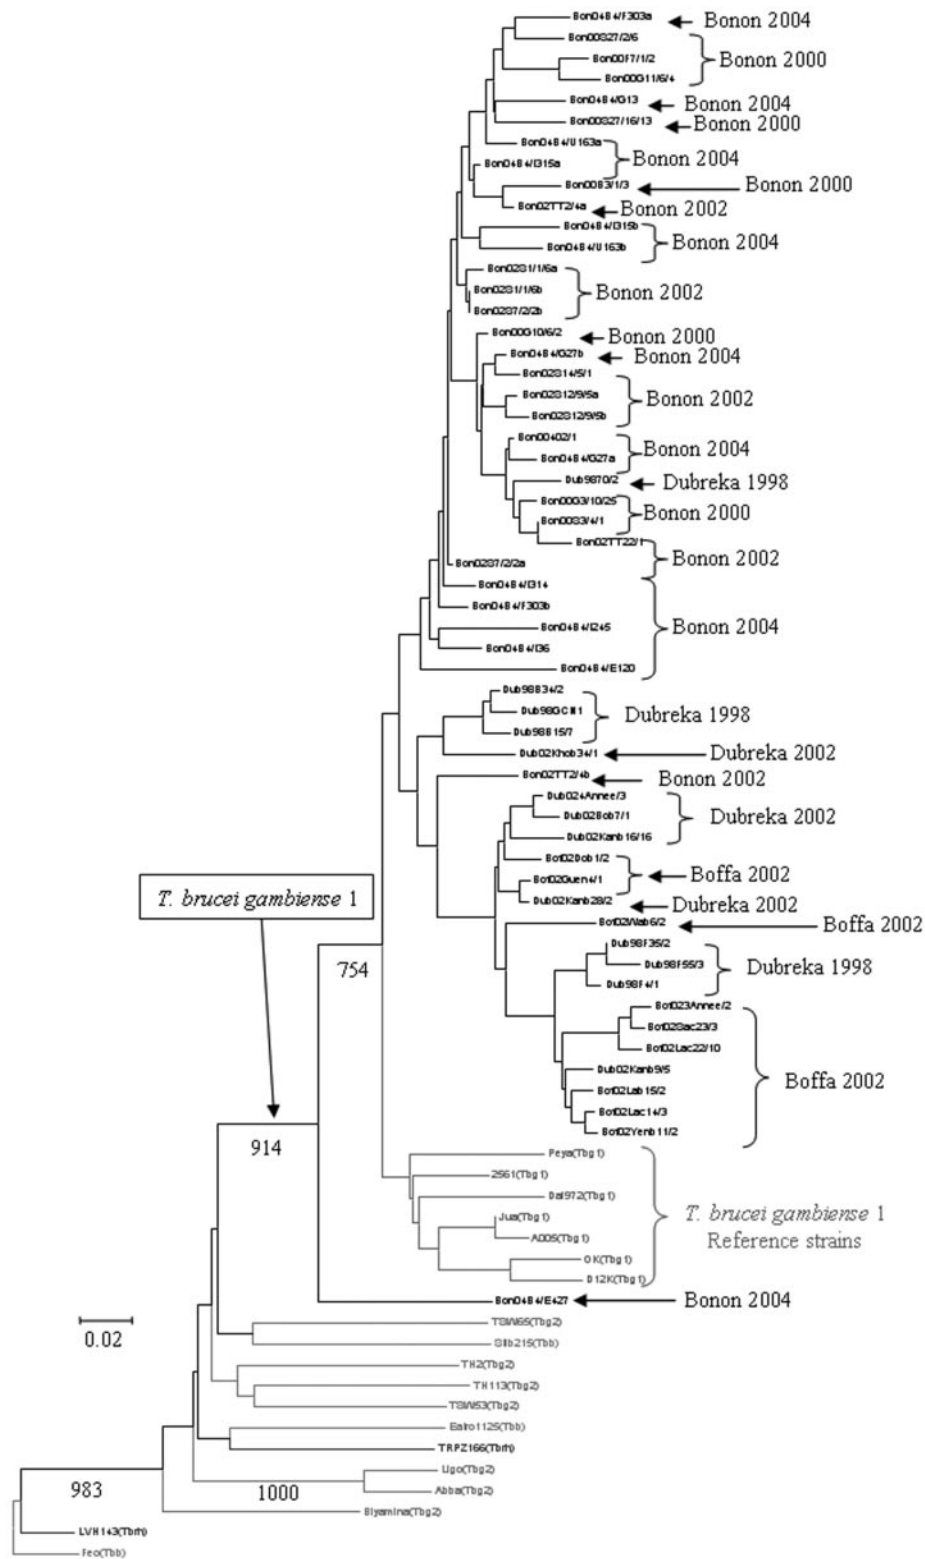 Bon04B4/F303a
Bonon 2004
Bon00S27/2/6
Bon00F7/1/2
Bonon 2000
Bon00G11/6/4
Bon04B4/G13
Bonon 2004
Bon00S27/16/13
Bonon 2000
Bon04B4/U163a
Bonon 2004
Bon04B4/I315a
Bon00B3/1/3
Bonon 2000
Bon02TT2/4a
Bonon 2002
Bon04B4/I315b
Bonon 2004
Bon04B4/U163b
Bon02S1/1/6a
Bon02S1/1/6b
Bonon 2002
Bon02S7/2/2b
Bon00G10/6/2
Bonon 2000
Bon04B4/G27b
Bonon 2004
Bon02S14/5/1
Bon02S12/9/5a
Bonon 2002
Bon02S12/9/5b
Bon00402/1
Bonon 2004
Bon04B4/G27a
Dub9870/2
Dubreka 1998
Bon00G3/10/25
Bonon 2000
Bon00S3/4/1
Bon02TT22/1
Bonon 2002
Bon02S7/2/2a
Bon04B4/I314
Bon04B4/F303b
Bon04B4/I245
Bonon 2004
Bon04B4/I36
Bon04B4/E120
Dub98B34/2
Dub98GCM1
Dubreka 1998
Dub98B15/7
Dub02Khob34/1
Dubreka 2002
Bon02TT2/4b
Bonon 2002
Dub024Annee/3
Dub02Bob7/1
Dubreka 2002
Dub02Kanb16/16
Bof02Dob1/2
Bof02Guen4/1
Boffa 2002
T. brucei gambiense 1
Dub02Kanb28/2
Dubreka 2002
Bof02Wab6/2
Boffa 2002
Dub98F35/2
Dub98F55/3
Dubreka 1998
754
Dub98F4/1
Bof023Annee/2
Bof02Sac23/3
Bof02Lac22/10
Dub02Kanb9/5
Boffa 2002
Bof02Lab15/2
Bof02Lac14/3
Bof02Yenb11/2
914
Peya(Tbg1)
2561(Tbg1)
Dal972(Tbg1)
Jua(Tbg1)
T. brucei gambiense 1
A005(Tbg1)
Reference strains
OK(Tbg1)
D12K(Tbg1)
Bon04B4/E427
Bonon 2004
TSW65(Tbg2)
0.02
Sllb215(Tbb)
TH2(Tbg2)
TH113(Tbg2)
TSW53(Tbg2)
Eatro1125(Tbb)
TRPZ166(Tbrh)
Ligo(Tbg2)
983
1000
Abba(Tbg2)
Biyamina(Tbg2)
LVH143(Tbrh)
Feo(Tbb)